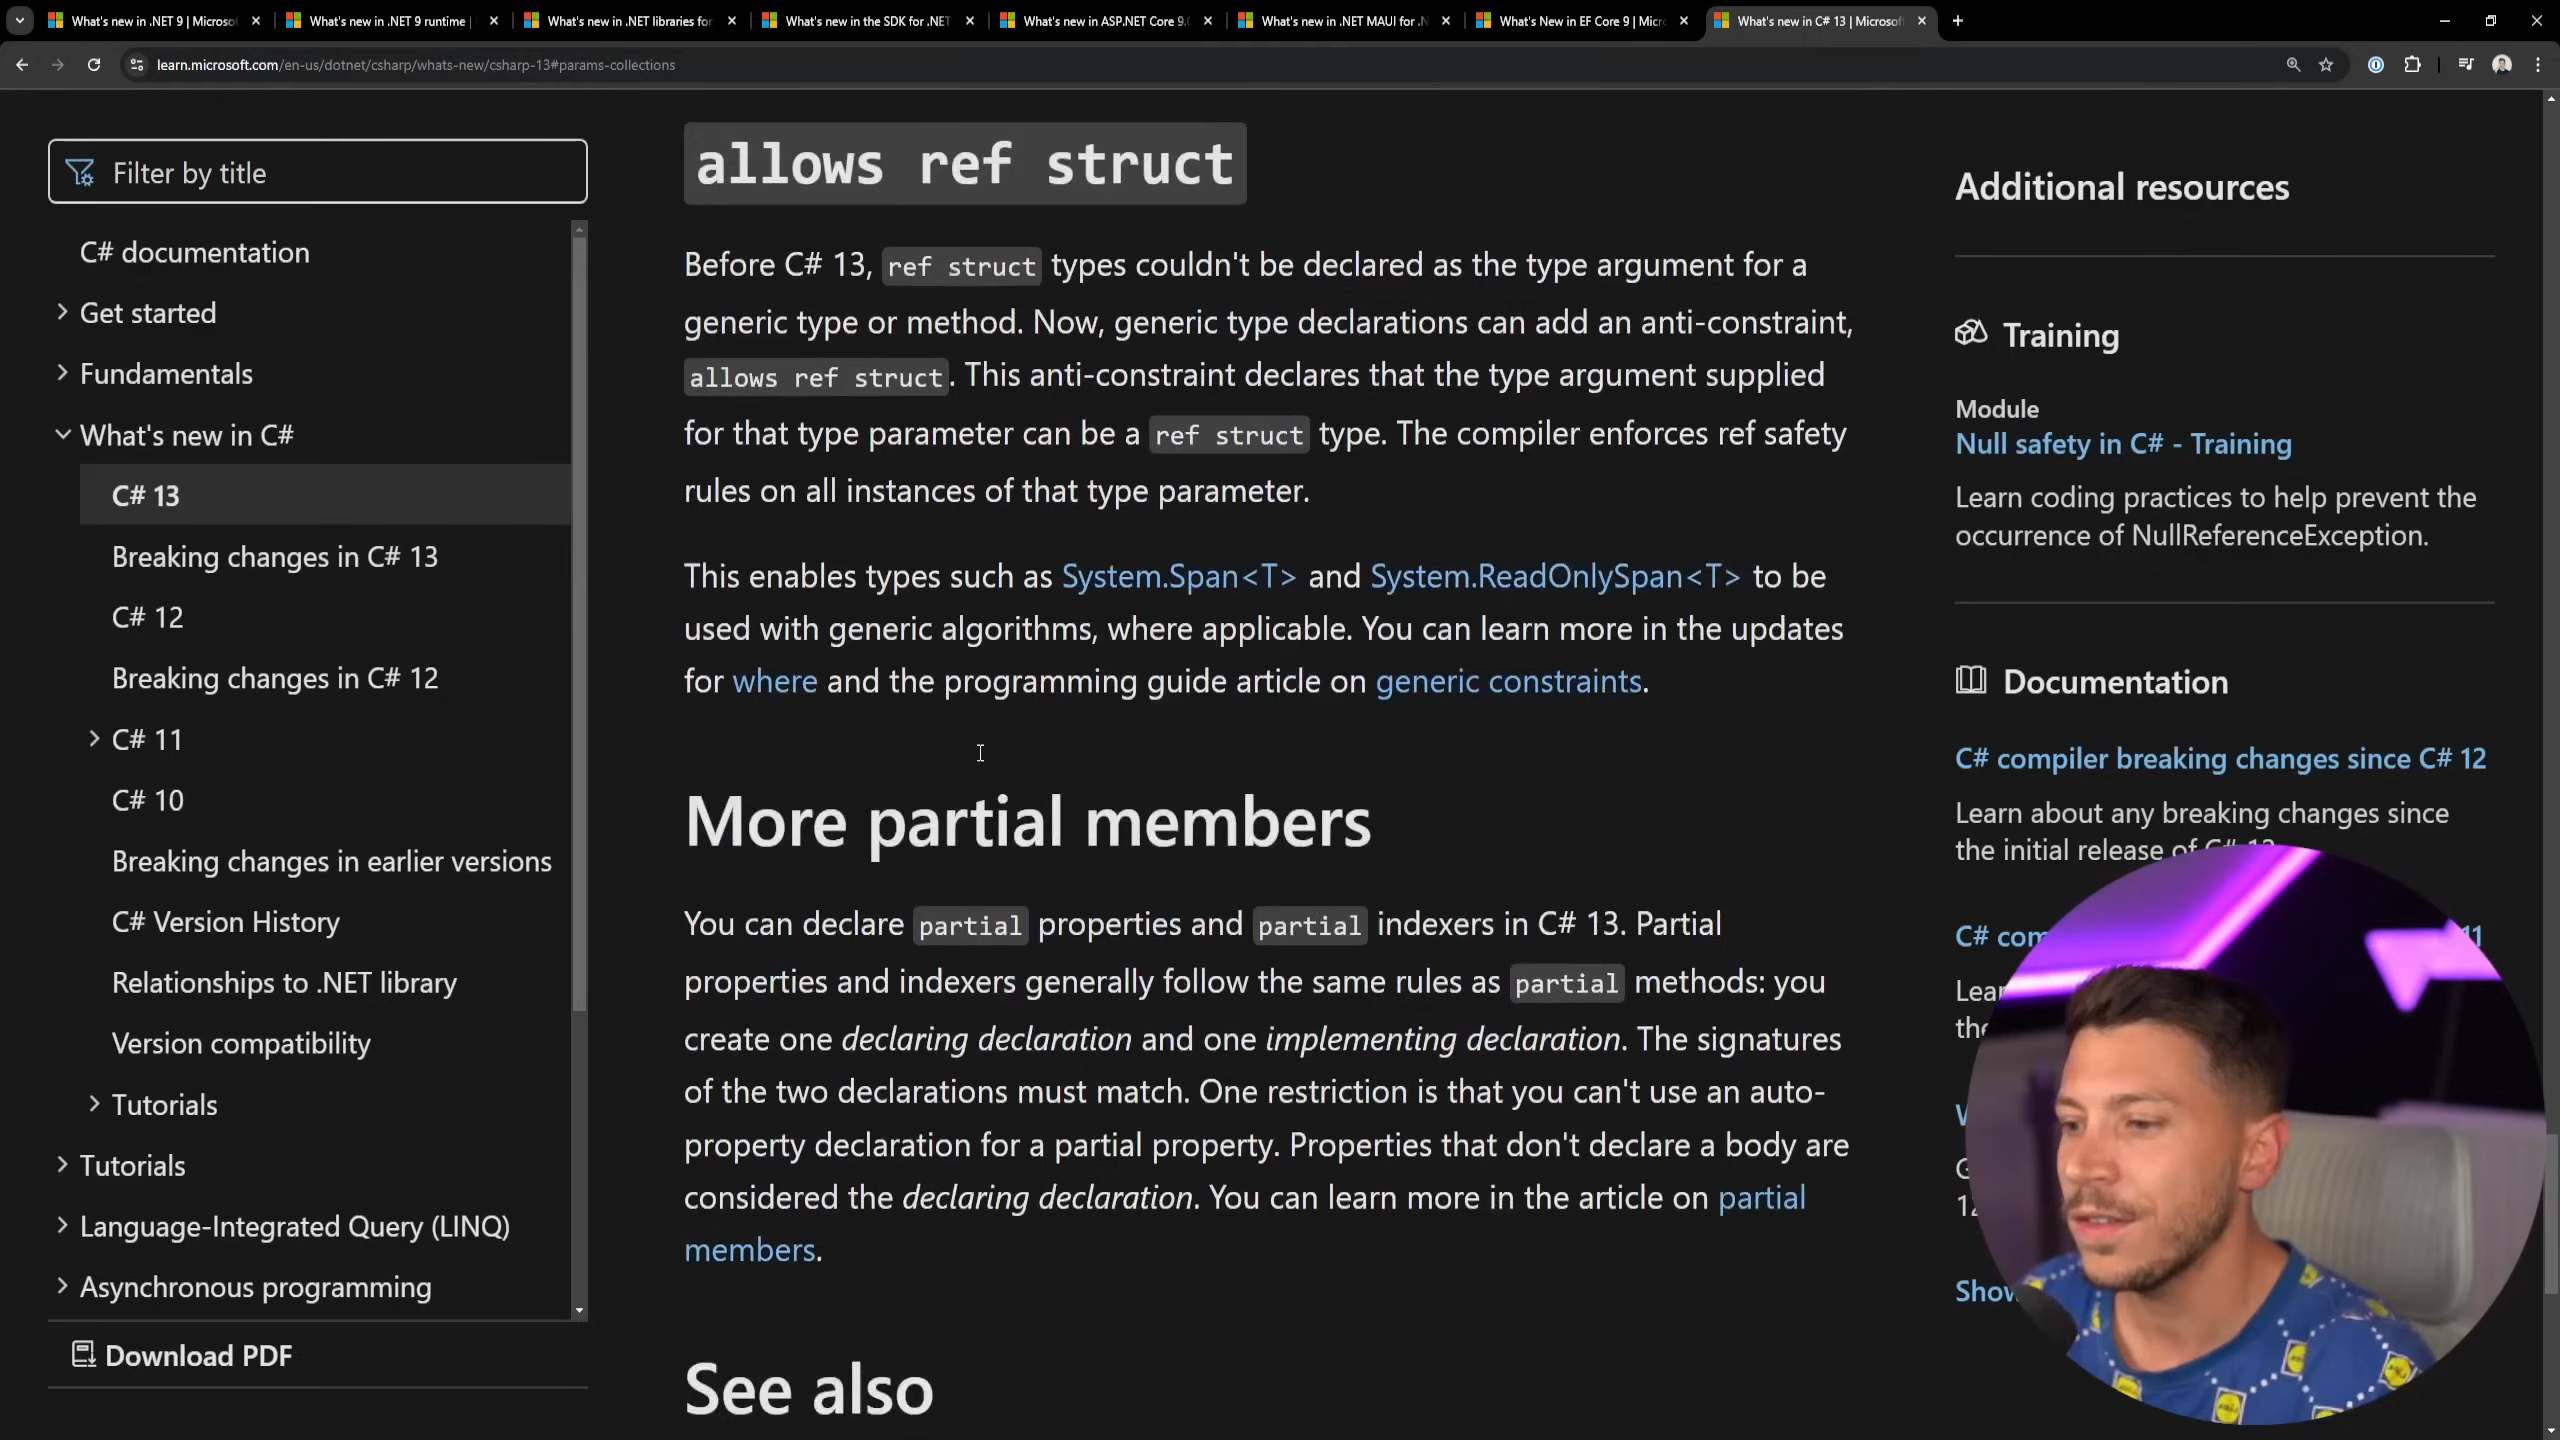 What's new in .NET 9 | Microsof
What's new in .NET 9 runtime |
What's new in .NET libraries for
What's new in the SDK for .NET
What's new in ASP.NET Core 9.
What's new in .NET MAUI for .N
What's New in EF Core 9 | Micro
What's new in C# 13 | Microsof
learn.microsoft.com/en-us/dotnet/csharp/whats-new/csharp-13#params-collections
Filter by title
C# documentation
Get started
Fundamentals
What's new in C#
C# 13
Breaking changes in C# 13
C# 12
Breaking changes in C# 12
C# 11
C# 10
Breaking changes in earlier versions
C# Version History
Relationships to .NET library
Version compatibility
Tutorials
Tutorials
Language-Integrated Query (LINQ)
Asynchronous programming
Download PDF
allows ref struct
Before C# 13, ref struct types couldn't be declared as the type argument for a
generic type or method. Now, generic type declarations can add an anti-constraint,
allows ref struct. This anti-constraint declares that the type argument supplied
for that type parameter can be a ref struct type. The compiler enforces ref safety
rules on all instances of that type parameter.
This enables types such as System.Span<T> and System.ReadOnlySpan<T> to be
used with generic algorithms, where applicable. You can learn more in the updates
for where and the programming guide article on generic constraints.
More partial members
You can declare partial properties and partial indexers in C# 13. Partial
properties and indexers generally follow the same rules as partial methods: you
create one declaring declaration and one implementing declaration. The signatures
of the two declarations must match. One restriction is that you can't use an auto-
property declaration for a partial property. Properties that don't declare a body are
considered the declaring declaration. You can learn more in the article on partial
members.
See also
Additional resources
Training
Module
Null safety in C# - Training
Learn coding practices to help prevent the
occurrence of NullReferenceException.
Documentation
C# compiler breaking changes since C# 12
Learn about any breaking changes since
the initial release of C# 12
C# com
11
Lear
the
12
Show